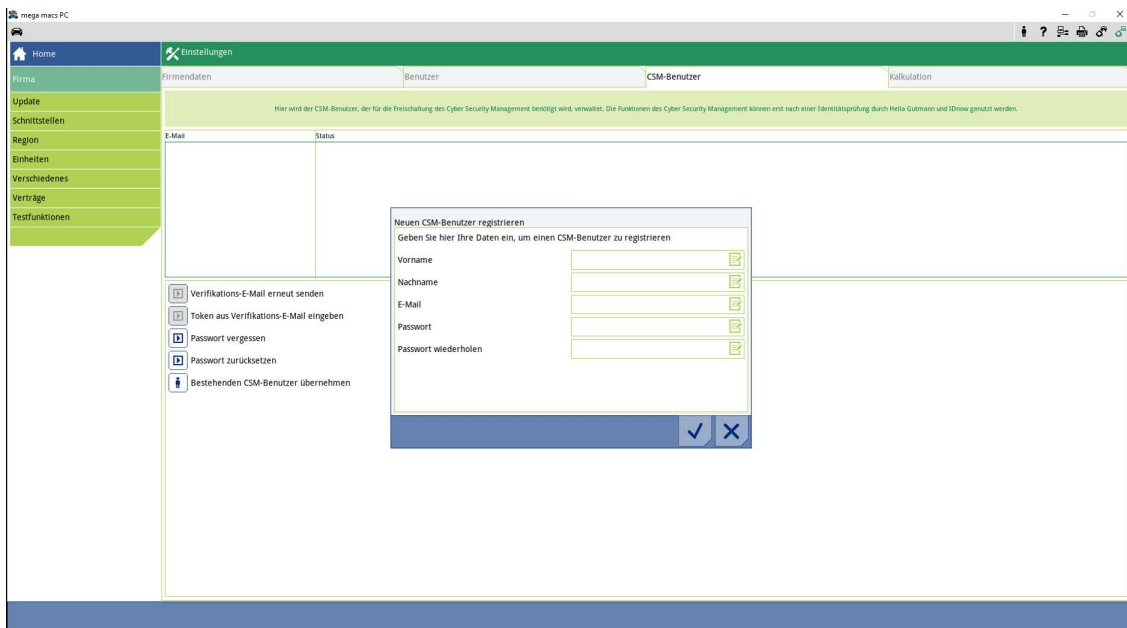 mega macs PC
Home
Einstellungen
Firma
Firmendaten
Benutzer
CSM-Benutzer
Kalkulation
Update
Schnittstellen
Region
Einheiten
Verschiedenes
Verträge
Testfunktionen
Hier wird der CSM-Benutzer, der für die Freischaltung des Cyber Security Management benötigt wird, verwaltet. Die Funktionen des Cyber Security Management können erst nach einer Identitätsprüfung durch Hella Gutmann und IDnow genutzt werden.
E-Mail
Status
Neuen CSM-Benutzer registrieren
Geben Sie hier Ihre Daten ein, um einen CSM-Benutzer zu registrieren
Vorname
Nachname
E-Mail
Passwort
Passwort wiederholen
Verifikations-E-Mail erneut senden
Token aus Verifikations-E-Mail eingeben
Passwort vergessen
Passwort zurücksetzen
Bestehenden CSM-Benutzer übernehmen